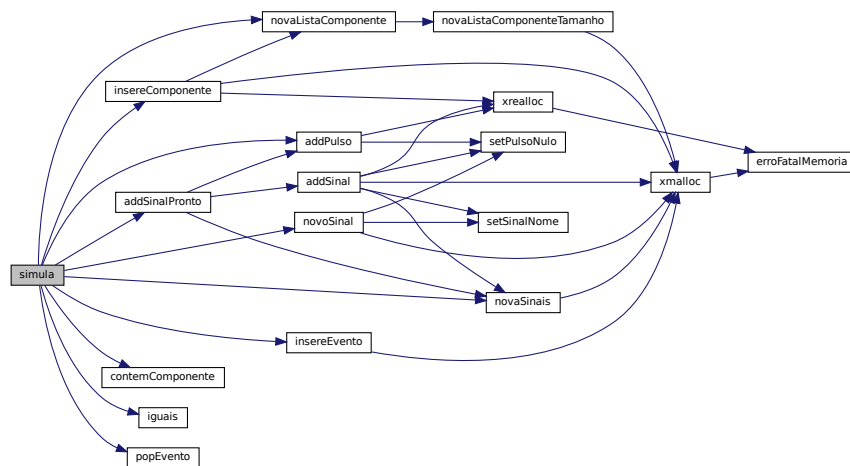 novaListaComponente
novaListaComponenteTamanho
insereComponente
xrealloc
addPulso
setPulsoNulo
erroFatalMemoria
addSinal
xmalloc
addSinalPronto
novoSinal
setSinalNome
simula
novaSinais
insereEvento
contemComponente
iguais
popEvento